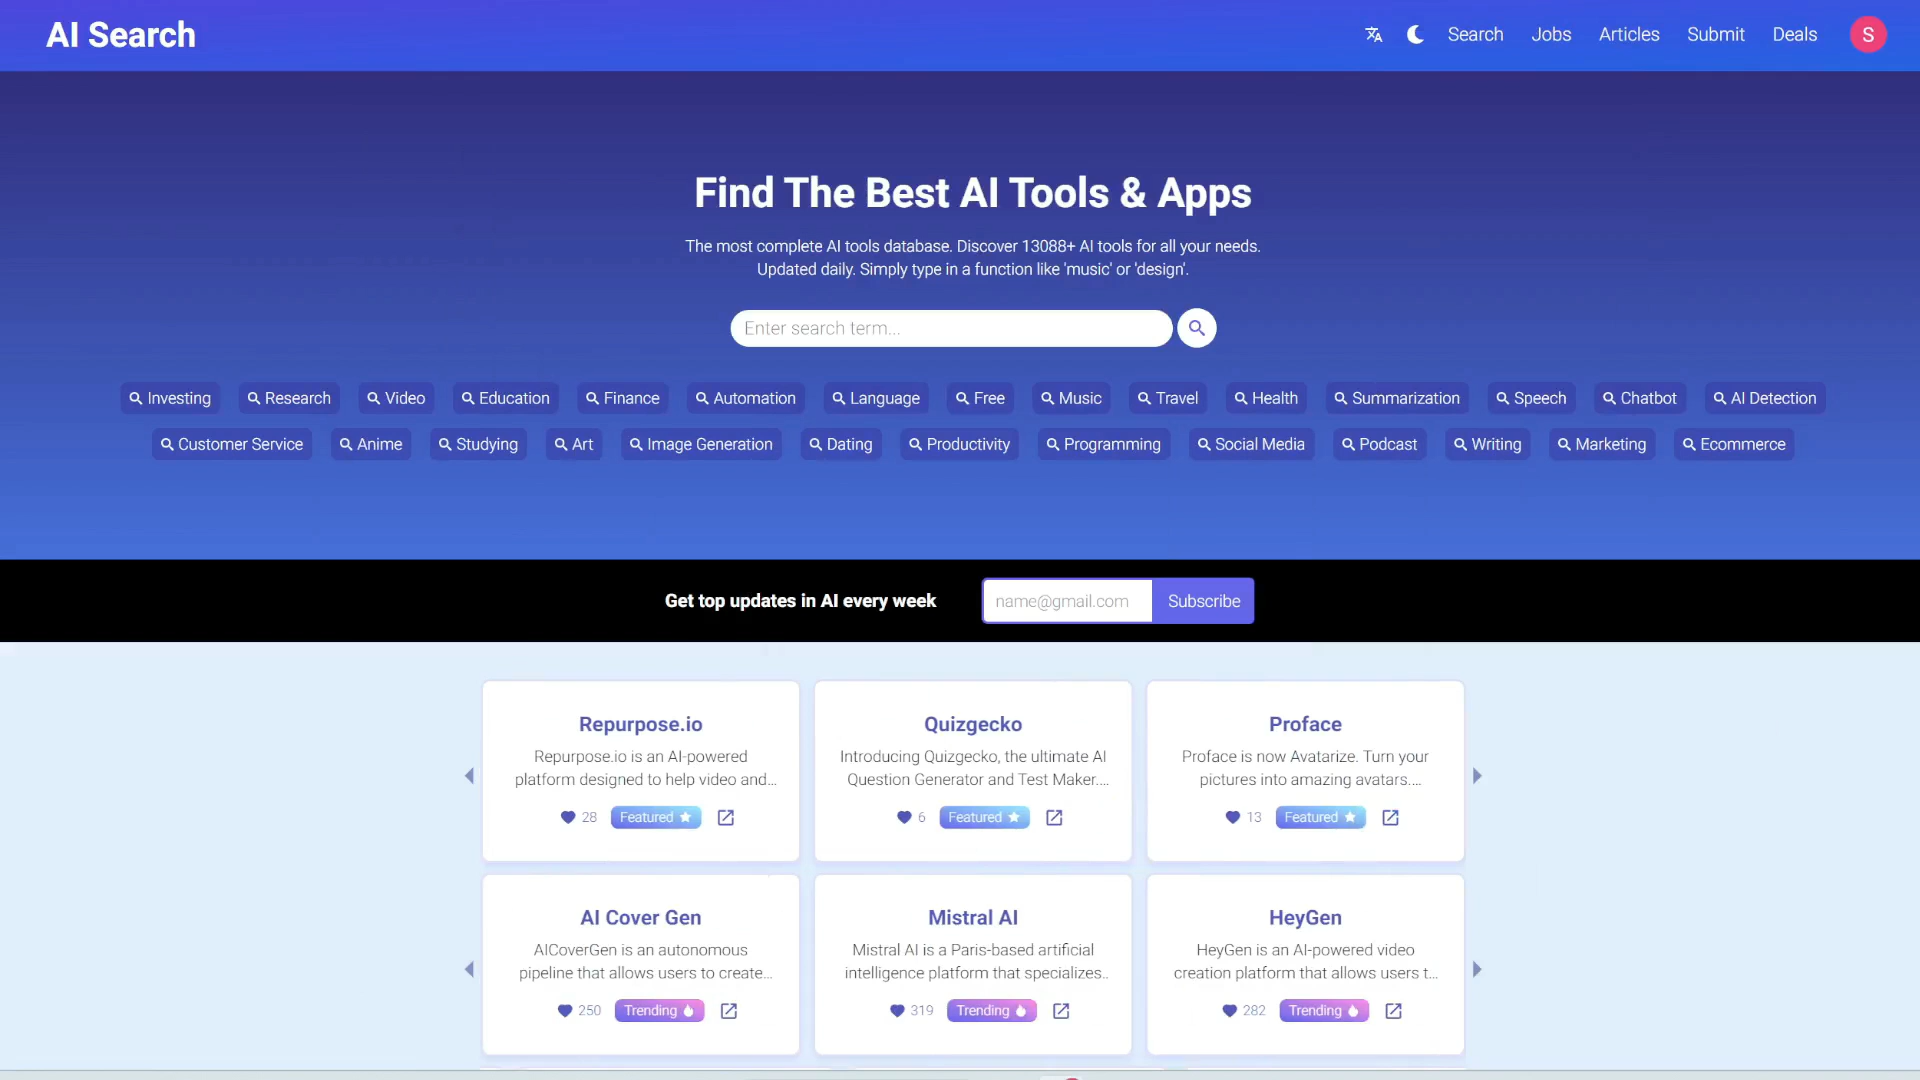 AI Search
Search Jobs Articles Submit Deals S
Find The Best AI Tools & Apps
The most complete AI tools database. Discover 13088+ AI tools for all your needs.
Updated daily. Simply type in a function like 'music' or 'design'.
Enter search term...
Investing Research Video Education Finance Automation Language Free Music Travel Health Summarization Speech Chatbot AI Detection
Customer Service Anime Studying Art Image Generation Dating Productivity Programming Social Media Podcast Writing Marketing Ecommerce
Get top updates in AI every week
name@gmail.com Subscribe
Repurpose.io
Repurpose.io is an AI-powered
platform designed to help video and...
28 Featured
Quizgecko
Introducing Quizgecko, the ultimate AI
Question Generator and Test Maker....
6 Featured
Proface
Proface is now Avatarize. Turn your
pictures into amazing avatars....
13 Featured
AI Cover Gen
AICoverGen is an autonomous
pipeline that allows users to create...
250 Trending
Mistral AI
Mistral AI is a Paris-based artificial
intelligence platform that specializes..
319 Trending
HeyGen
HeyGen is an AI-powered video
creation platform that allows users t...
282 Trending